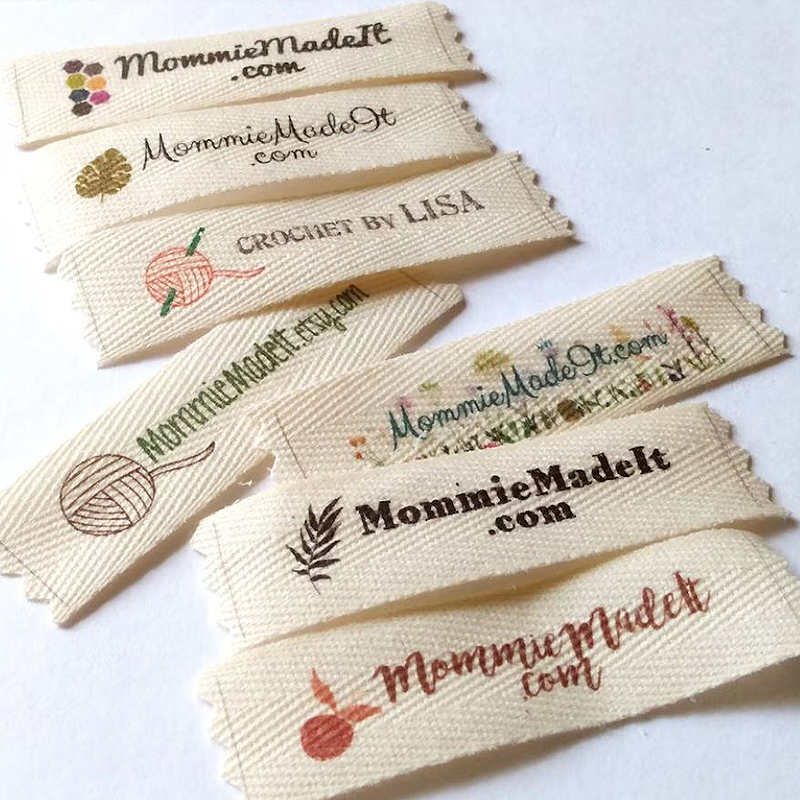 MommieMadeIt
.com
MommieMadeIt
.com
CROCHET BY LISA
MommieMadeIt.etsy.com
MommieMadeIt.com
MommieMadeIt
.com
MommieMadeIt
.com